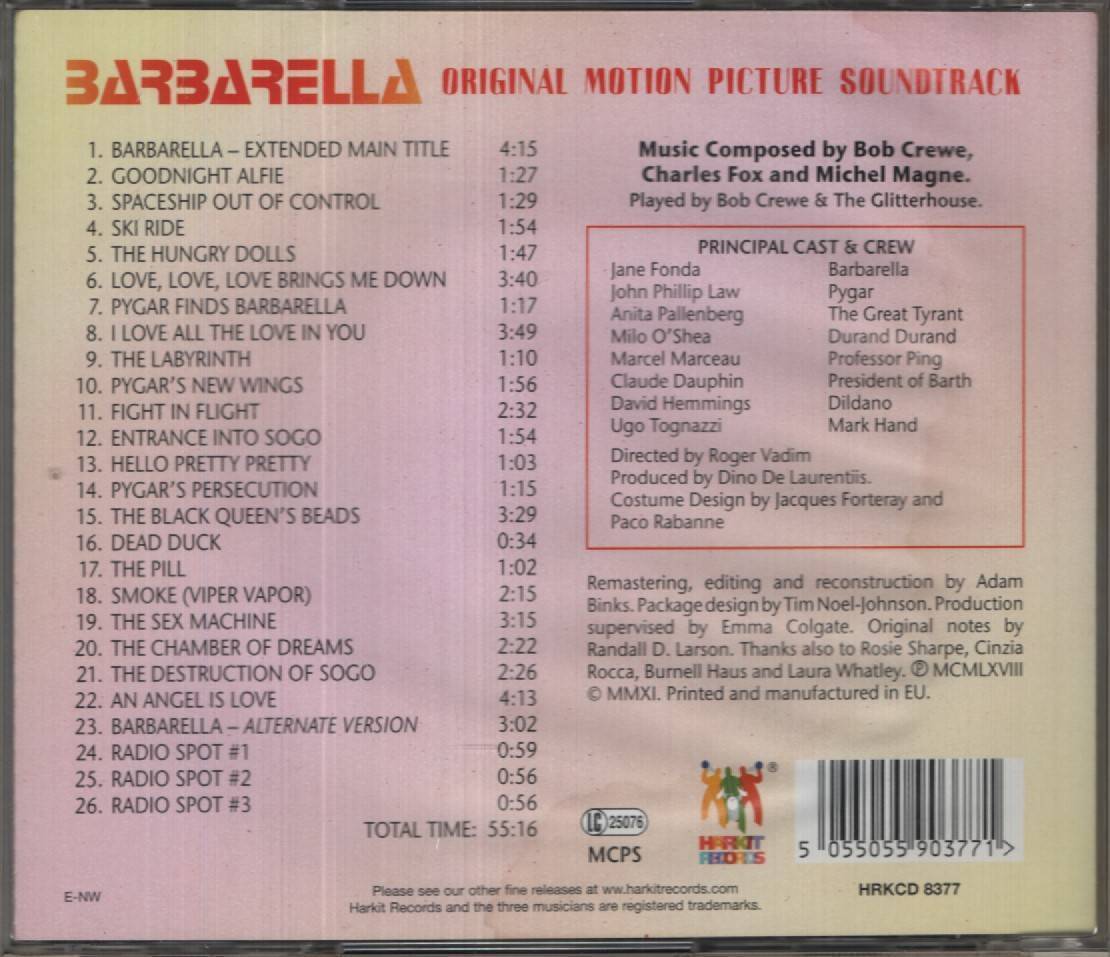 BARBARELLA ORIGINAL MOTION PICTURE SOUNDTRACK
1. BARBARELLA – EXTENDED MAIN TITLE 4:15
2. GOODNIGHT ALFIE 1:27
3. SPACESHIP OUT OF CONTROL 1:29
4. SKI RIDE 1:54
5. THE HUNGRY DOLLS 1:47
6. LOVE, LOVE, LOVE BRINGS ME DOWN 3:40
7. PYGAR FINDS BARBARELLA 1:17
8. I LOVE ALL THE LOVE IN YOU 3:49
9. THE LABYRINTH 1:10
10. PYGAR'S NEW WINGS 1:56
11. FIGHT IN FLIGHT 2:32
12. ENTRANCE INTO SOGO 1:54
13. HELLO PRETTY PRETTY 1:03
14. PYGAR'S PERSECUTION 1:15
15. THE BLACK QUEEN'S BEADS 3:29
16. DEAD DUCK 0:34
17. THE PILL 1:02
18. SMOKE (VIPER VAPOR) 2:15
19. THE SEX MACHINE 3:15
20. THE CHAMBER OF DREAMS 2:22
21. THE DESTRUCTION OF SOGO 2:26
22. AN ANGEL IS LOVE 4:13
23. BARBARELLA – ALTERNATE VERSION 3:02
24. RADIO SPOT #1 0:59
25. RADIO SPOT #2 0:56
26. RADIO SPOT #3 0:56
TOTAL TIME: 55:16
Music Composed by Bob Crewe,
Charles Fox and Michel Magne.
Played by Bob Crewe & The Glitterhouse.
PRINCIPAL CAST & CREW
Jane Fonda Barbarella
John Phillip Law Pygar
Anita Pallenberg The Great Tyrant
Milo O'Shea Durand Durand
Marcel Marceau Professor Ping
Claude Dauphin President of Barth
David Hemmings Dildano
Ugo Tognazzi Mark Hand
Directed by Roger Vadim
Produced by Dino De Laurentiis.
Costume Design by Jacques Forteray and
Paco Rabanne
Remastering, editing and reconstruction by Adam
Binks. Package design by Tim Noel-Johnson. Production
supervised by Emma Colgate. Original notes by
Randall D. Larson. Thanks also to Rosie Sharpe, Cinzia
Rocca, Burnell Haus and Laura Whatley. ℗ MCMLXVIII
© MMXI. Printed and manufactured in EU.
LC 25076
MCPS
®
HARKIT
RECORDS
5 055055 903771 >
E-NW
Please see our other fine releases at ww.harkitrecords.com
Harkit Records and the three musicians are registered trademarks.
HRKCD 8377